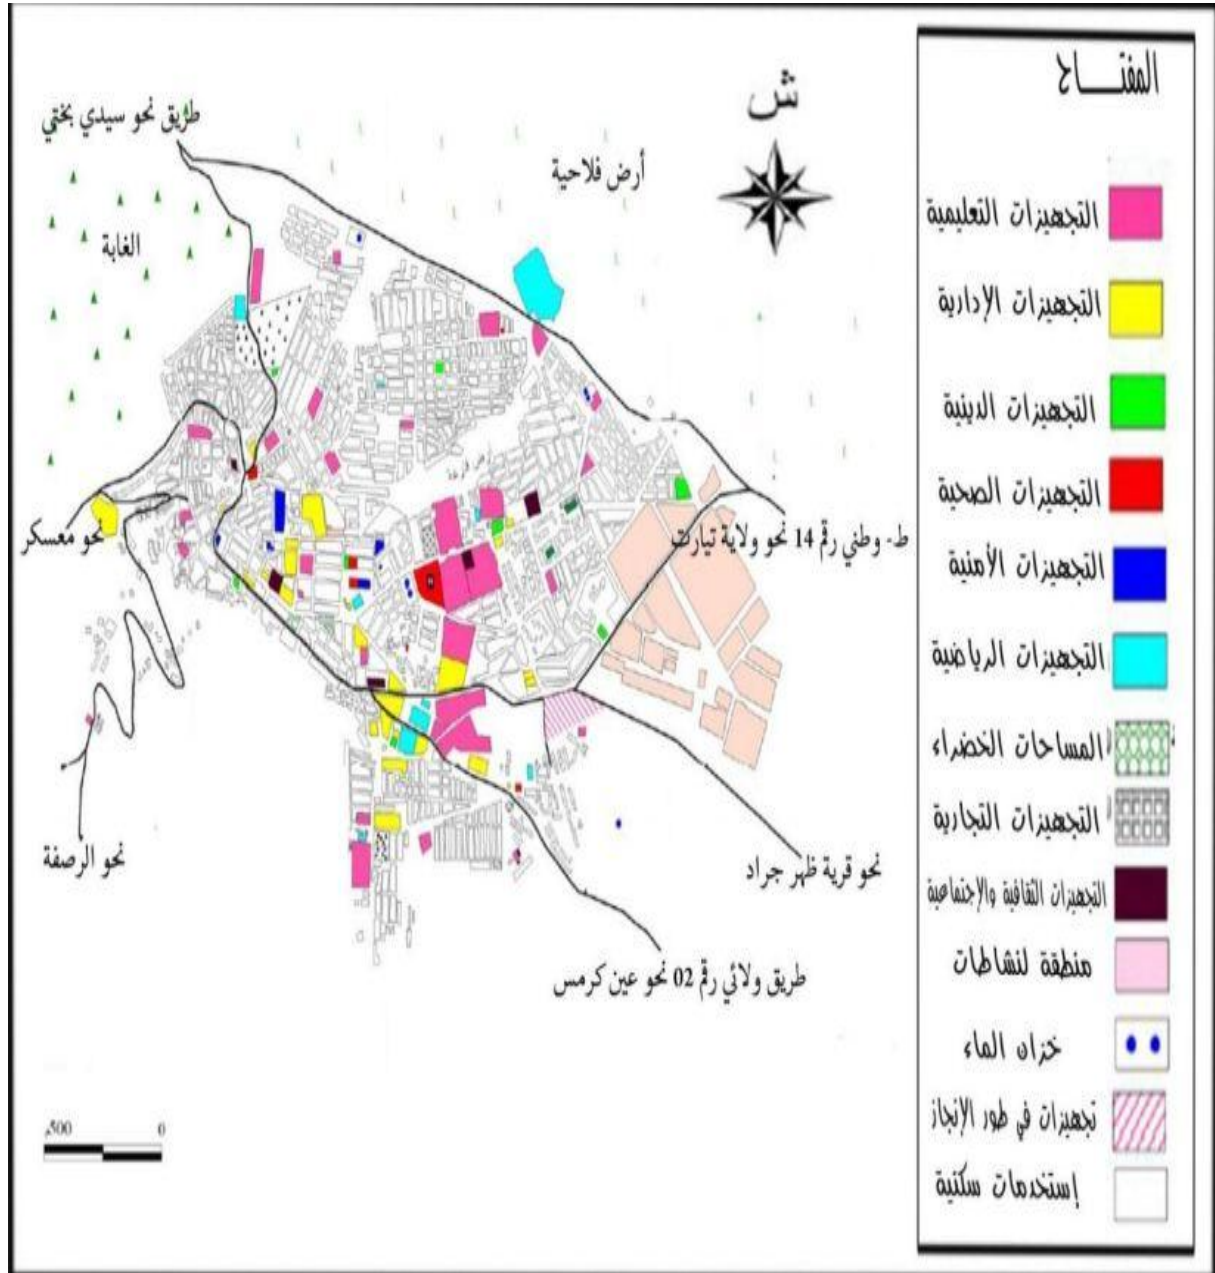 المفتـــاح
ش
طريق نحو سيدي بختي
أرض فلاحية
الغابة
نحو معسكر
ط- وطني رقم 14 نحو ولاية تيارت
نحو الرصفة
نحو قرية ظهر جراد
طريق ولائي رقم 02 نحو عين كرمس
500م
0
التجهيزات التعليمية
التجهيزات الإدارية
التجهيزات الدينية
التجهيزات الصحية
التجهيزات الأمنية
التجهيزات الرياضية
المساحات الخضراء
التجهيزات التجارية
التجهيزات الثقافية والإجتماعية
منطقة لنشاطات
خزان الماء
تجهيزات في طور الإنجاز
إستخدمات سكنية